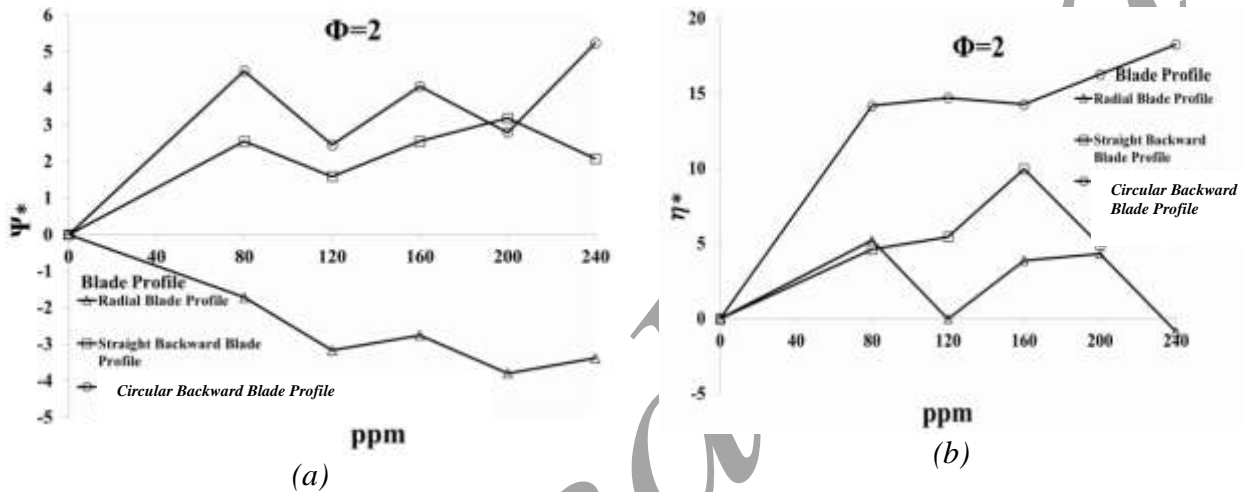 6
5
4
3
2
1
0
-1
-2
-3
-4
-5
Ψ*
Φ=2
0
40
80
120
160
200
240
Blade Profile
Radial Blade Profile
Straight Backward Blade
Profile
Circular Backward Blade Profile
ppm
(a)
20
15
10
5
0
-5
η*
Φ=2
Blade Profile
Radial Blade Profile
Straight Backward
Blade Profile
Circular Backward
Blade Profile
0
40
80
120
160
200
240
ppm
(b)